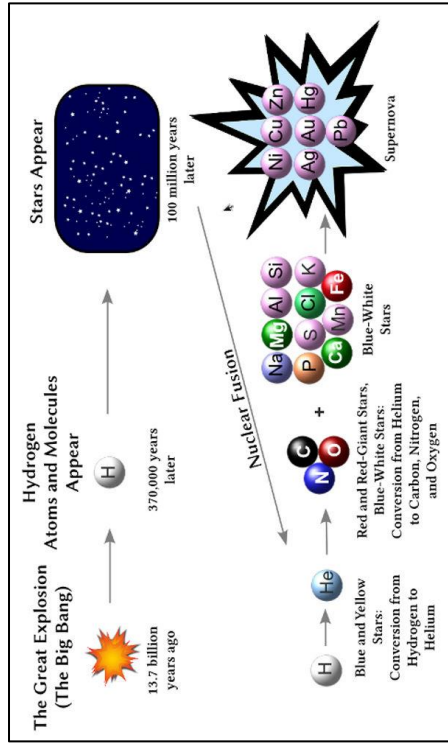 The Great Explosion
(The Big Bang)
13.7 billion
years ago
Hydrogen
Atoms and Molecules
Appear
H
370,000 years
later
Stars Appear
100 million years
later
Nuclear Fusion
H
He
Blue and Yellow
Stars:
Conversion from
Hydrogen to
Helium
C
N
O
Red and Red-Giant Stars,
Blue-White Stars:
Conversion from Helium
to Carbon, Nitrogen,
and Oxygen
+
Na Mg Al Si
P S Cl K
Ca Mn Fe
Blue-White
Stars
Ni Cu Zn
Ag Au Hg
Pb
Supernova